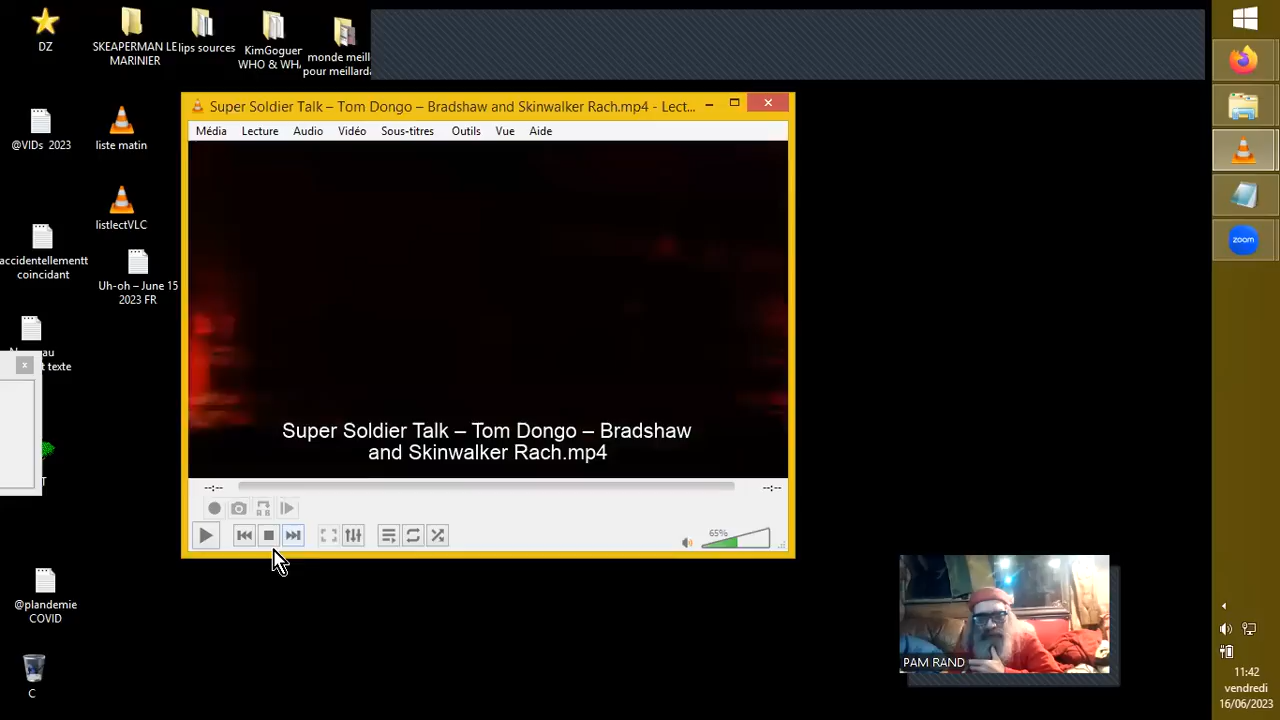 DZ
SKEAPERMAN LE
MARINIER
lips sources
KimGoguer
WHO & WH
monde meill
pour meillard
@VIDs 2023
liste matin
listlectVLC
accidentellementt
coincidant
Uh-oh – June 15
2023 FR
t texte
@plandemie
COVID
C
Super Soldier Talk – Tom Dongo – Bradshaw and Skinwalker Rach.mp4 - Lect...
Média Lecture Audio Vidéo Sous-titres Outils Vue Aide
Super Soldier Talk – Tom Dongo – Bradshaw
and Skinwalker Rach.mp4
--:-- --:--
65%
zoom
PAM RAND
11:42
vendredi
16/06/2023